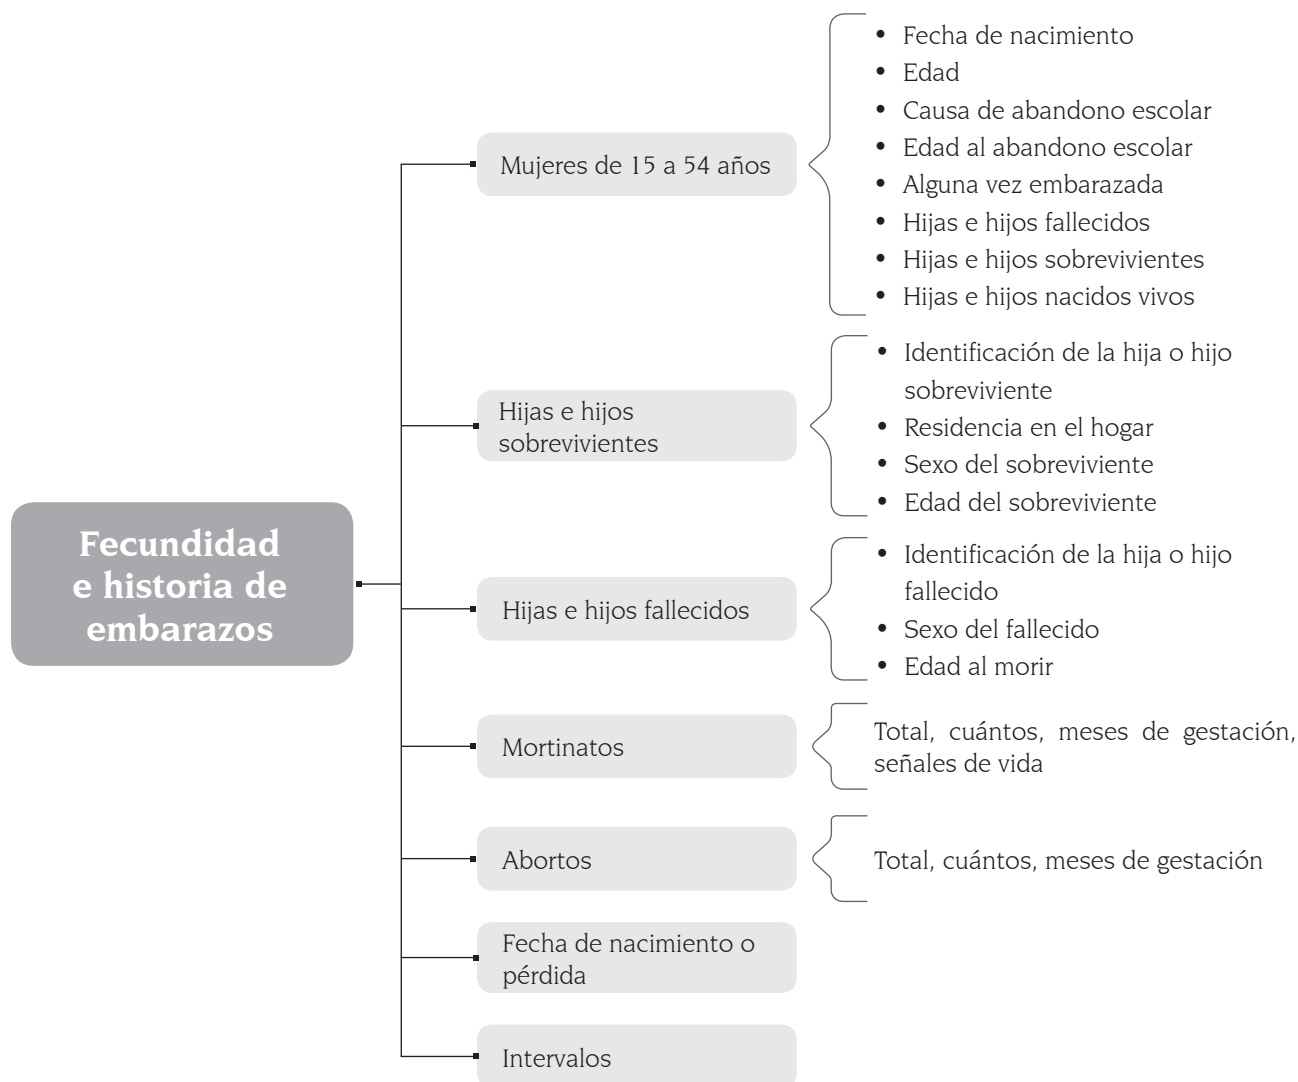 Fecundidad
e historia de
embarazos
Mujeres de 15 a 54 años
• Fecha de nacimiento
• Edad
• Causa de abandono escolar
• Edad al abandono escolar
• Alguna vez embarazada
• Hijas e hijos fallecidos
• Hijas e hijos sobrevivientes
• Hijas e hijos nacidos vivos
Hijas e hijos
sobrevivientes
• Identificación de la hija o hijo
sobreviviente
• Residencia en el hogar
• Sexo del sobreviviente
• Edad del sobreviviente
Hijas e hijos fallecidos
• Identificación de la hija o hijo
fallecido
• Sexo del fallecido
• Edad al morir
Mortinatos
Total, cuántos, meses de gestación,
señales de vida
Abortos
Total, cuántos, meses de gestación
Fecha de nacimiento o
pérdida
Intervalos